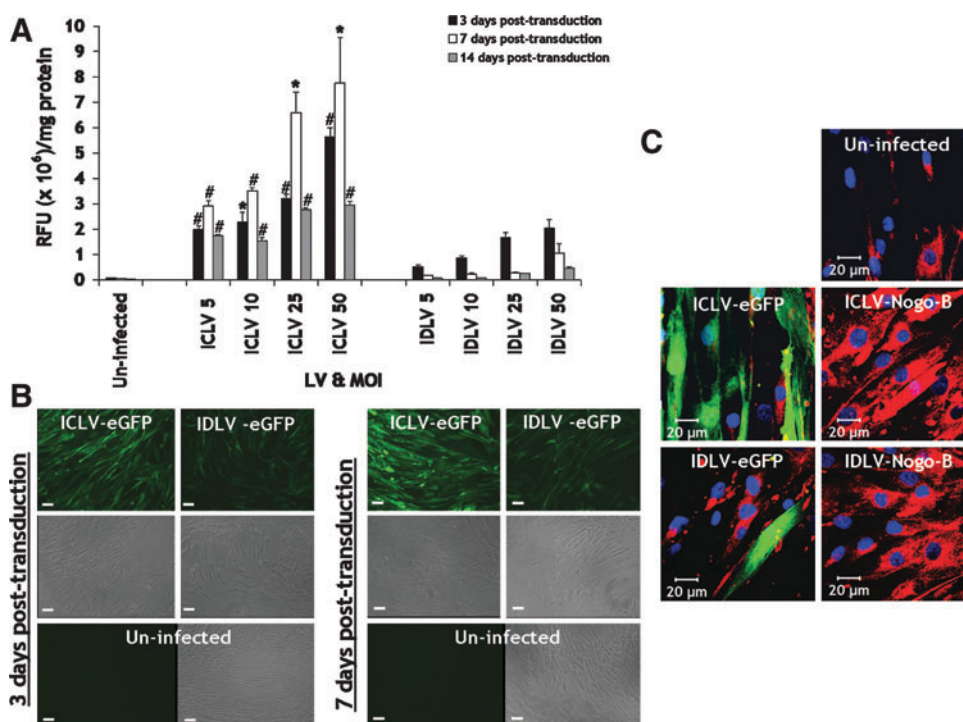 A
RFU (x 10⁶)/mg protein
10
9
8
7
6
5
4
3
2
1
0
3 days post-transduction
7 days post-transduction
14 days post-transduction
# # #
* # #
# * #
# * #
Un-infected
ICLV 5
ICLV 10
ICLV 25
ICLV 50
IDLV 5
IDLV 10
IDLV 25
IDLV 50
LV & MOI
B
3 days post-transduction
ICLV-eGFP
IDLV -eGFP
Un-infected
7 days post-transduction
ICLV-eGFP
IDLV -eGFP
Un-infected
C
Un-infected
20 µm
ICLV-eGFP
20 µm
ICLV-Nogo-B
20 µm
IDLV-eGFP
20 µm
IDLV-Nogo-B
20 µm